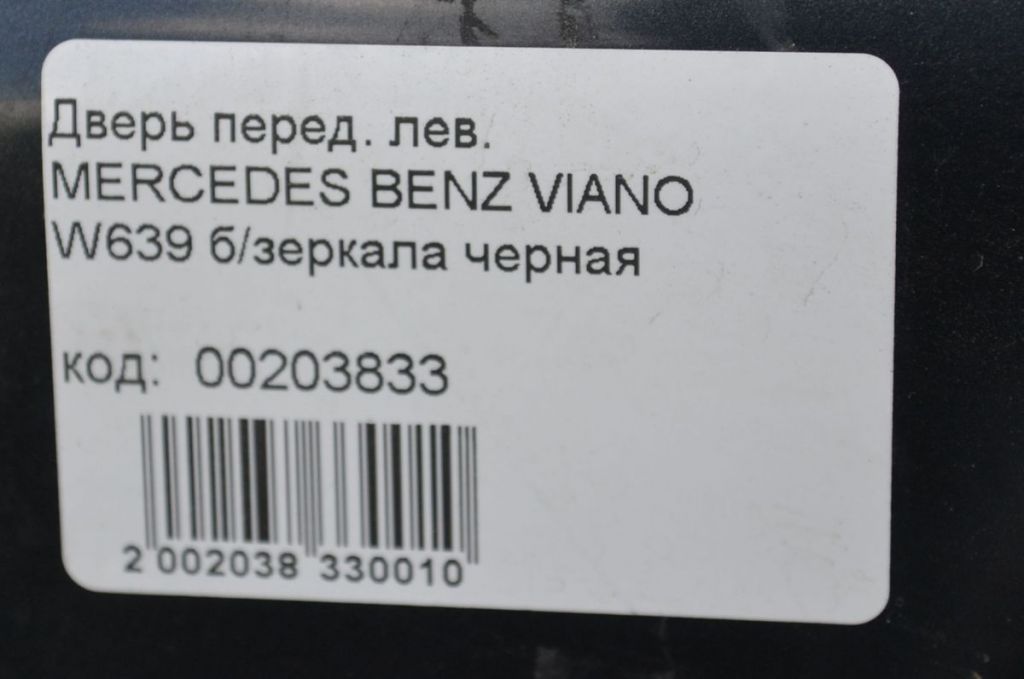 Дверь перед. лев.
MERCEDES BENZ VIANO
W639 б/зеркала черная
код: 00203833
2 002038 330010